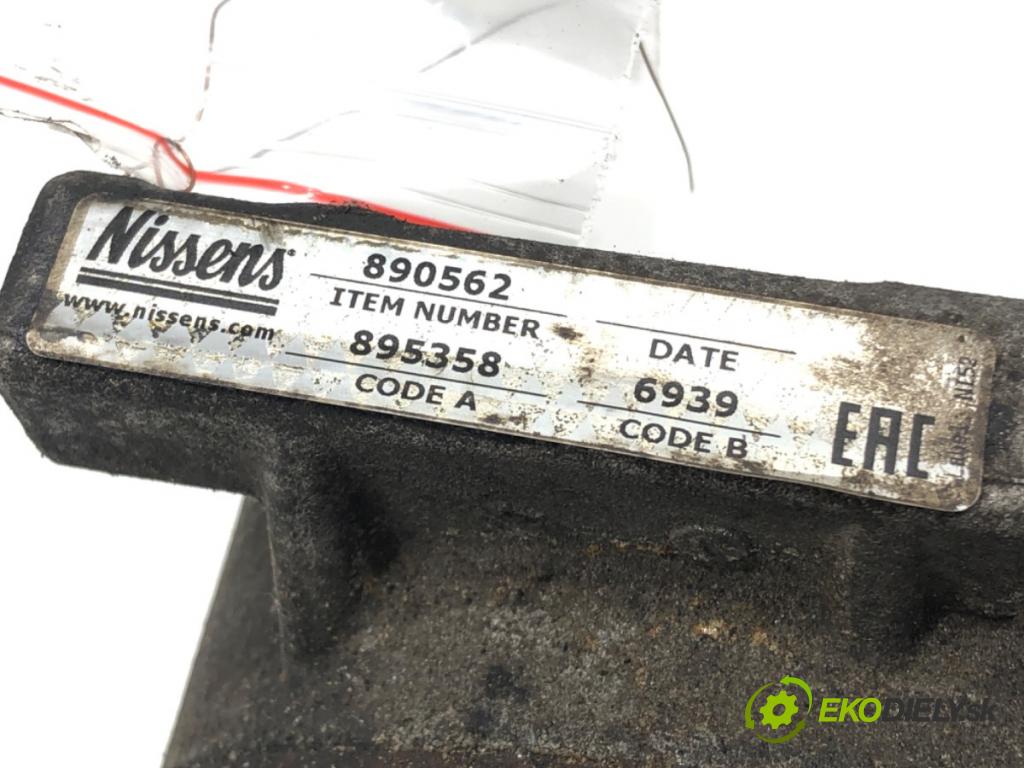 Nissens
www.nissens.com
890562
ITEM NUMBER
DATE
895358
CODE A
6939
CODE B
EAC
EKODIELY.SK